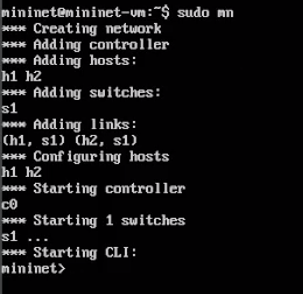 mininet@mininet-vm:~$ sudo mn
*** Creating network
*** Adding controller
*** Adding hosts:
h1 h2
*** Adding switches:
s1
*** Adding links:
(h1, s1) (h2, s1)
*** Configuring hosts
h1 h2
*** Starting controller
c0
*** Starting 1 switches
s1 ...
*** Starting CLI:
mininet>